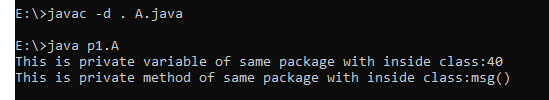 E:\>javac -d . A.java
E:\>java p1.A
This is private variable of same package with inside class:40
This is private method of same package with inside class:msg()